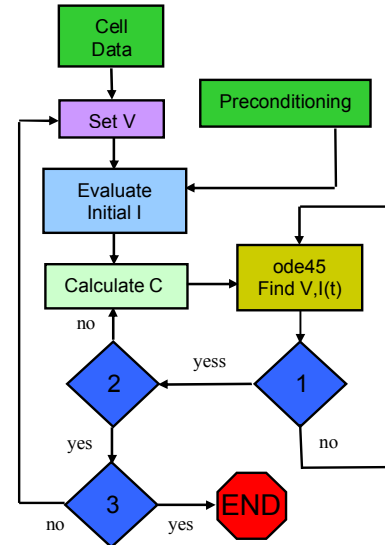 Cell
Data
Preconditioning
Set V
Evaluate
Initial I
Calculate C
ode45
Find V,I(t)
no
yess
2
1
yes
no
3
END
no
yes